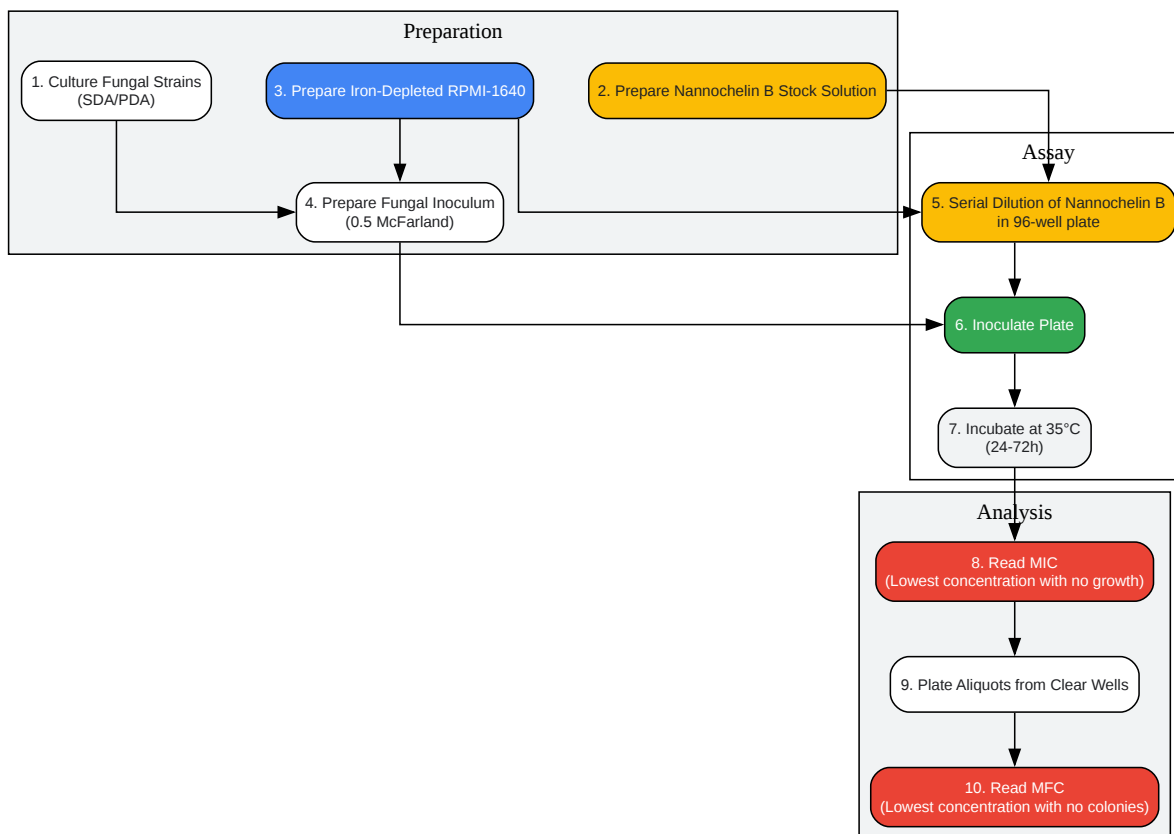 Preparation
1. Culture Fungal Strains
(SDA/PDA)
3. Prepare Iron-Depleted RPMI-1640
2. Prepare Nannochelin B Stock Solution
4. Prepare Fungal Inoculum
(0.5 McFarland)
Assay
5. Serial Dilution of Nannochelin B
in 96-well plate
6. Inoculate Plate
7. Incubate at 35°C
(24-72h)
Analysis
8. Read MIC
(Lowest concentration with no growth)
9. Plate Aliquots from Clear Wells
10. Read MFC
(Lowest concentration with no colonies)